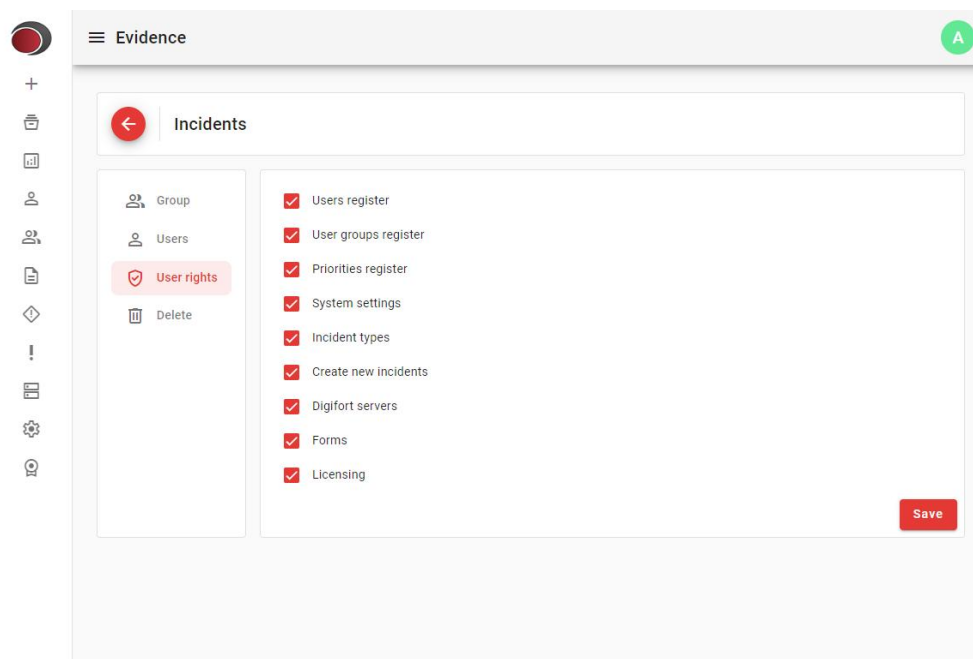 Evidence
A
Incidents
Group
Users
User rights
Delete
Users register
User groups register
Priorities register
System settings
Incident types
Create new incidents
Digifort servers
Forms
Licensing
Save